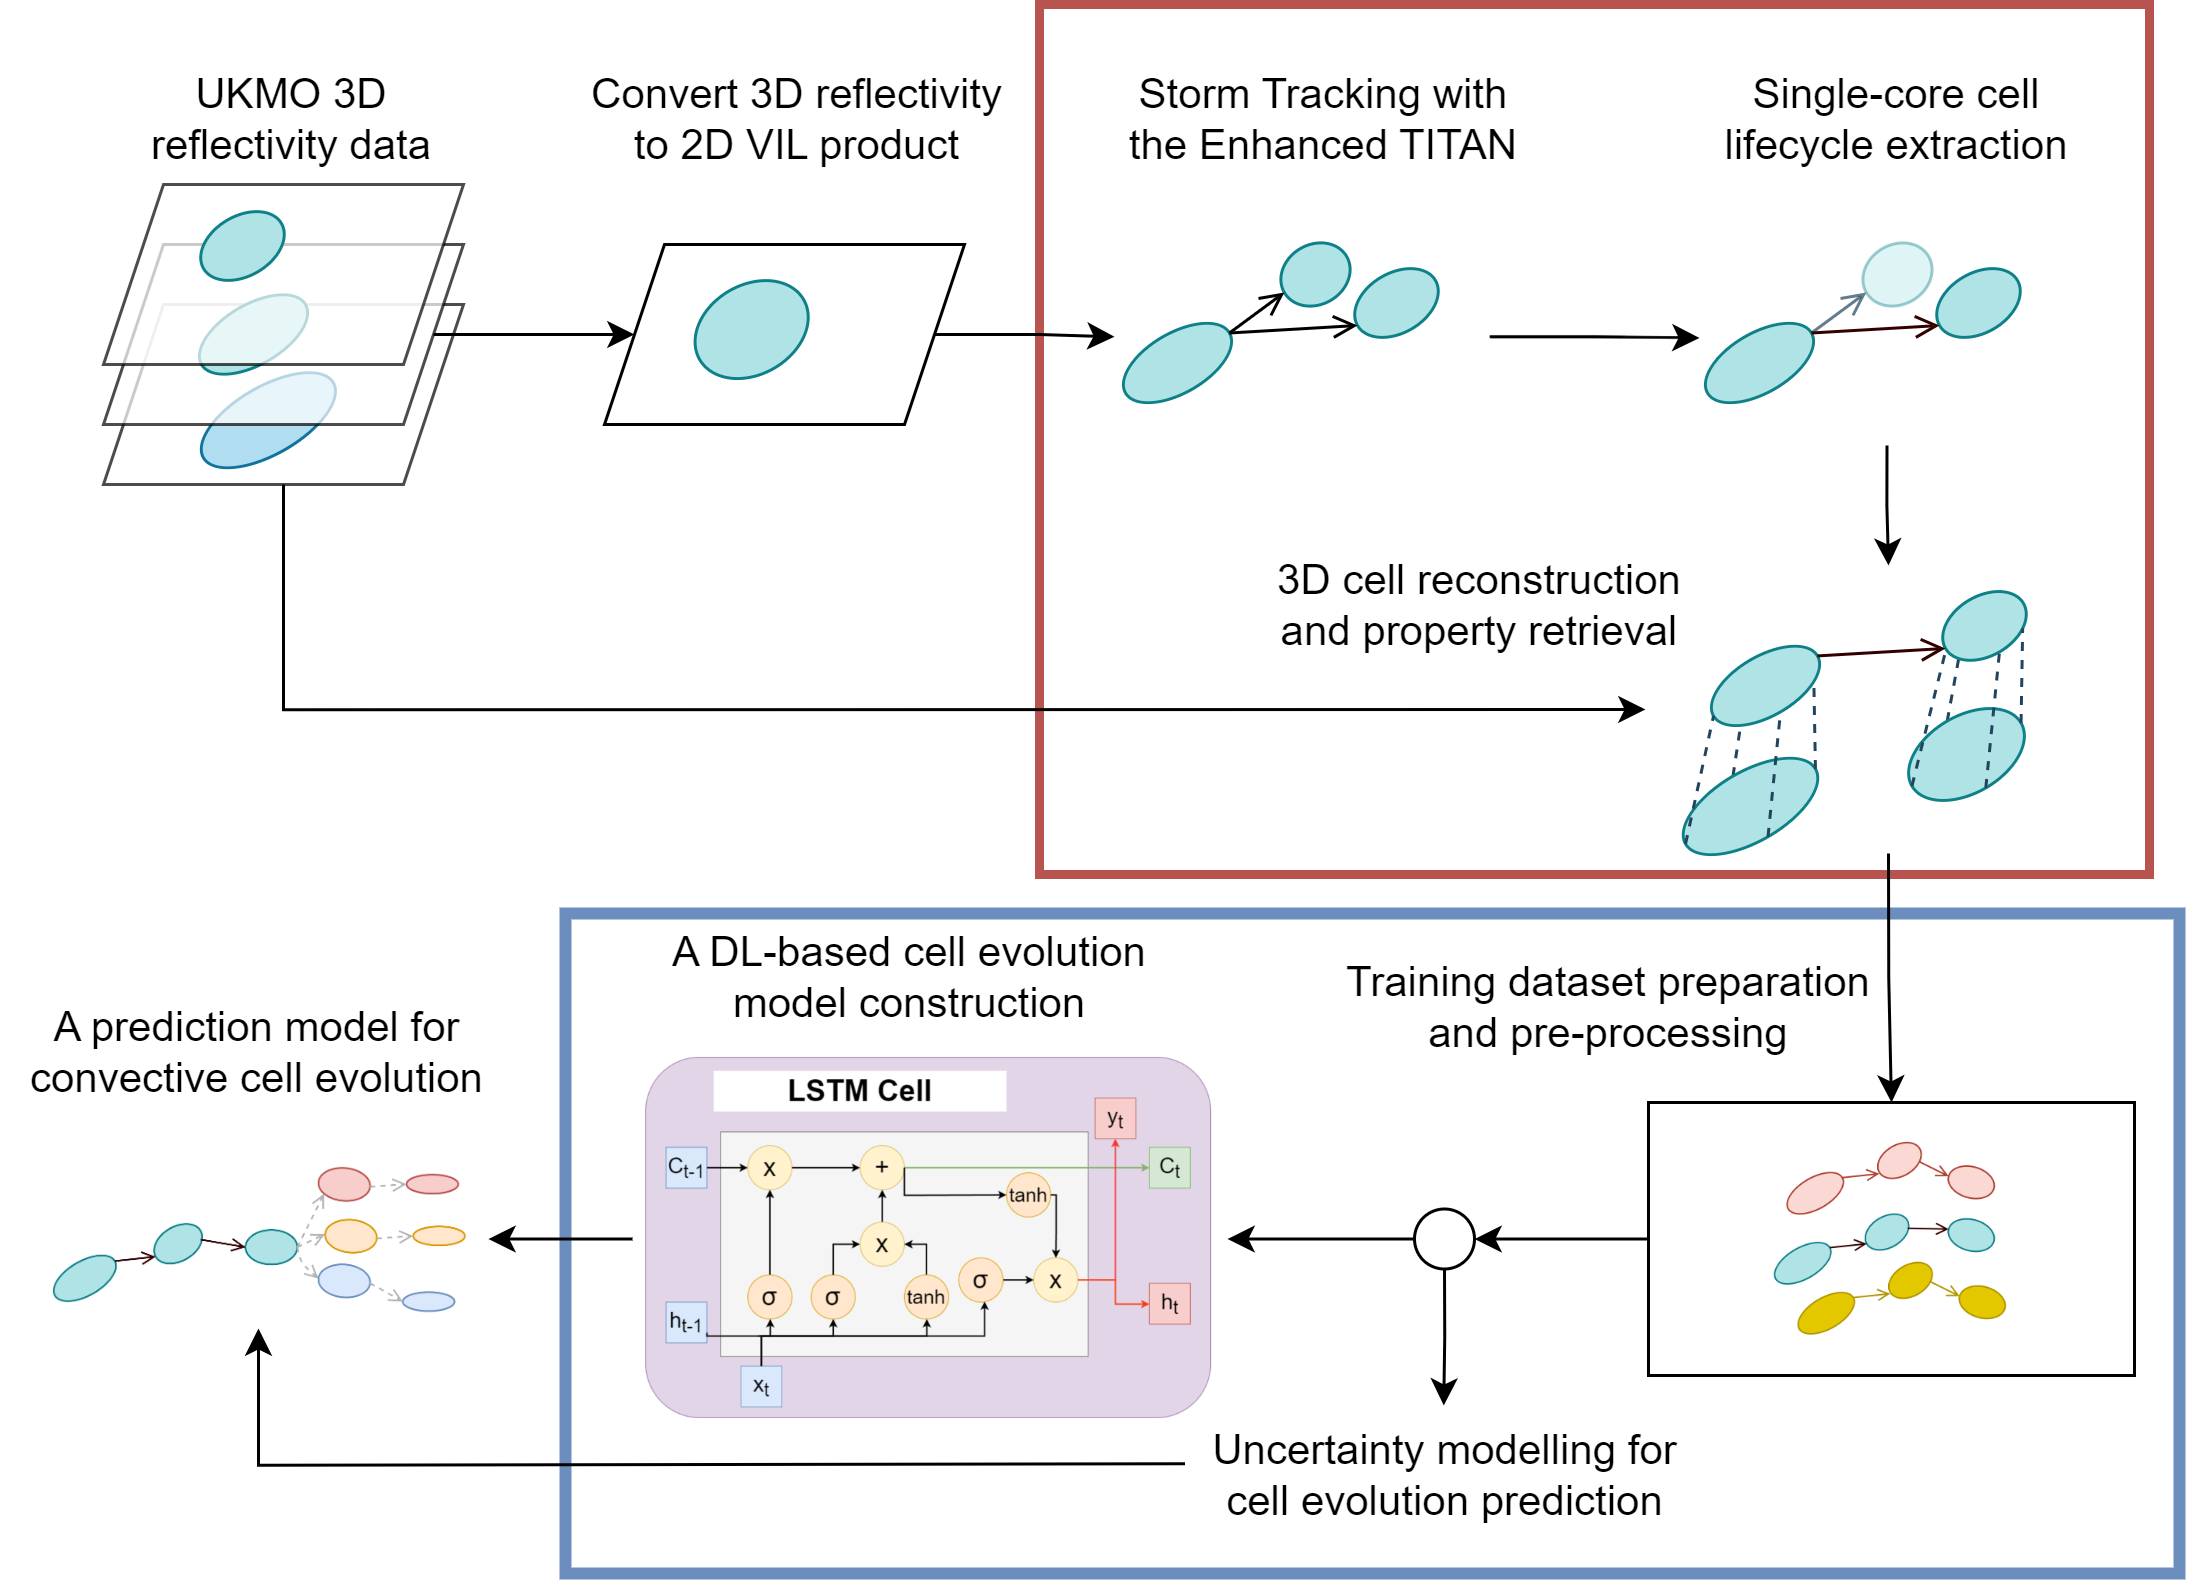 UKMO 3D
reflectivity data
Convert 3D reflectivity
to 2D VIL product
Storm Tracking with
the Enhanced TITAN
Single-core cell
lifecycle extraction
3D cell reconstruction
and property retrieval
Training dataset preparation
and pre-processing
A DL-based cell evolution
model construction
LSTM Cell
yt
Ct-1
x
+
Ct
tanh
x
σ
σ
tanh
σ
x
ht-1
ht
xt
Uncertainty modelling for
cell evolution prediction
A prediction model for
convective cell evolution